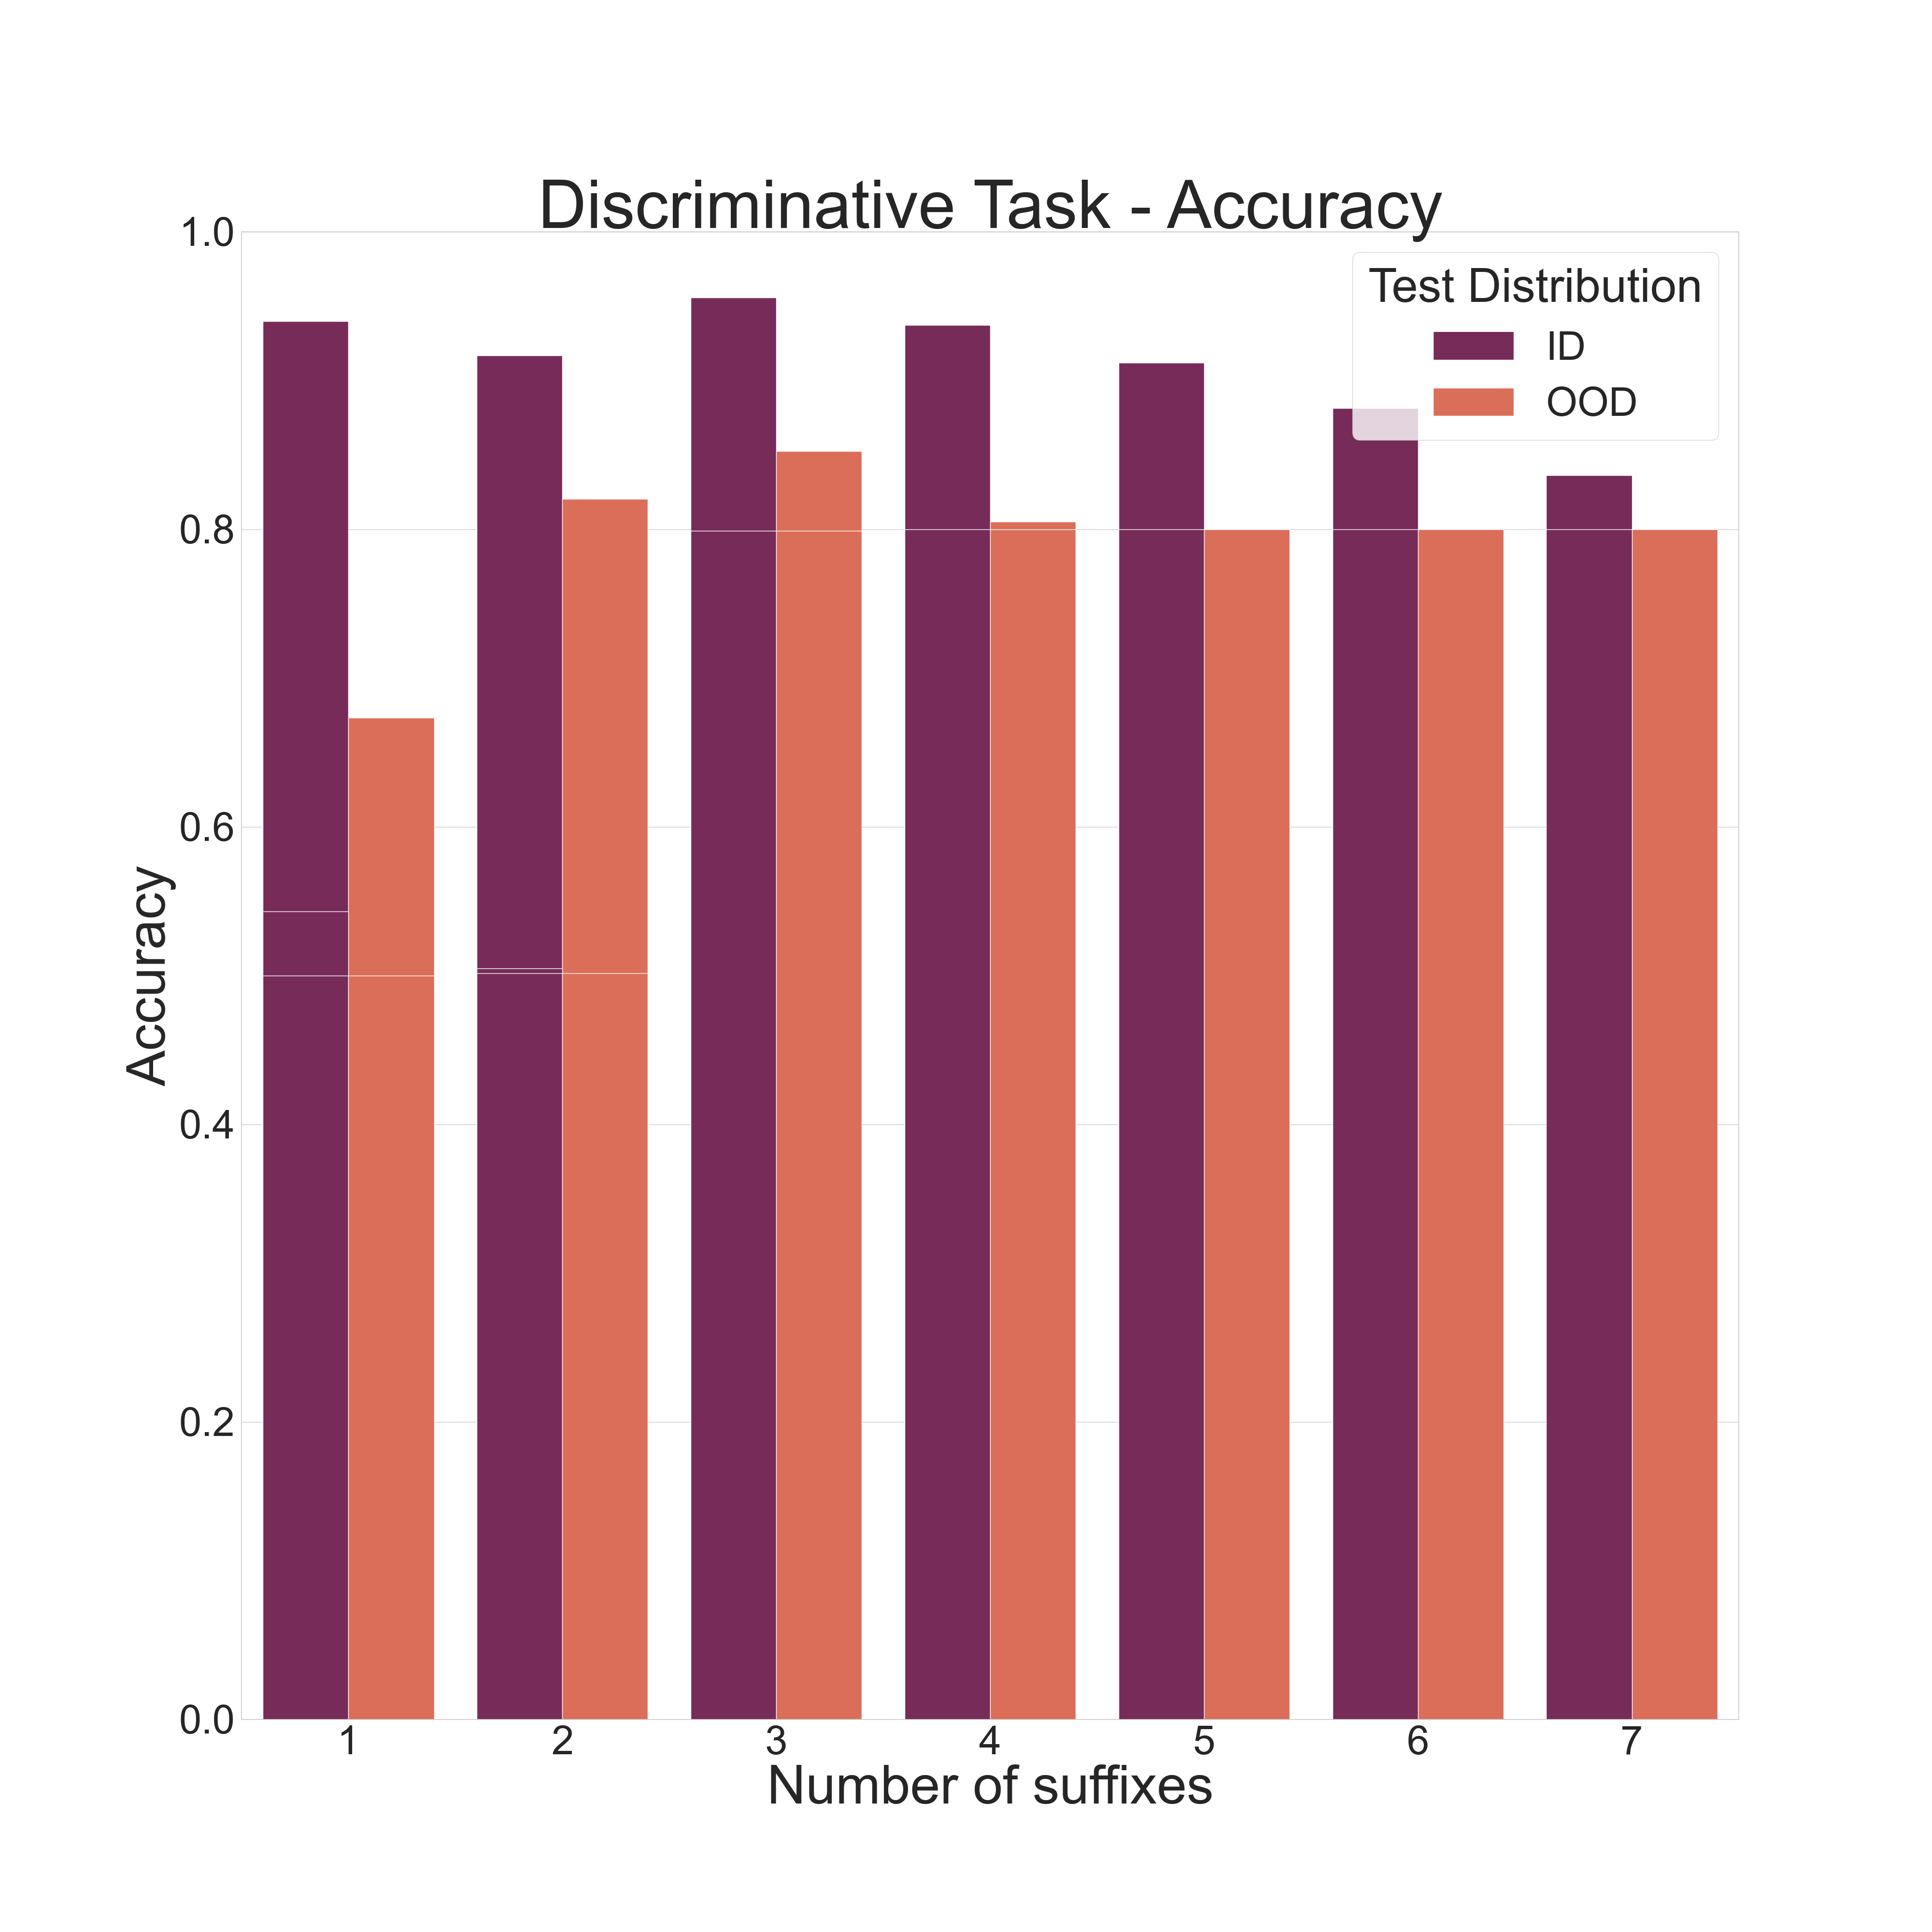 Discriminative Task - Accuracy
1.0
Test Distribution
ID
OOD
0.8
0.6
Accuracy
0.4
0.2
0.0
1 2 3 4 5 6 7
Number of suffixes